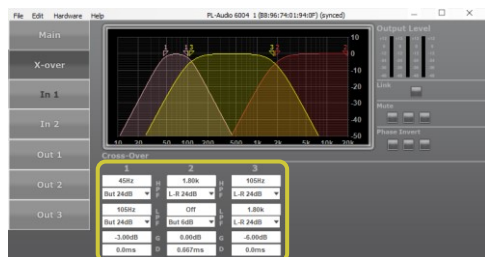 File Edit Hardware Help PL-Audio 6004 1 (B8:96:74:01:94:0F) (synced)
Main
X-over
In 1
In 2
Out 1
Out 2
Out 3
10
0
-10
-20
-30
-40
-50
10 20 50 100 200 500 1k 2k 5k 10k 20k
Output Level
Link
Mute
Phase Invert
Cross-Over
1 2 3
45Hz H 1.80k H 105Hz
But 24dB P F L-R 24dB P F L-R 24dB
105Hz L Off L 1.80k
But 24dB P F But 6dB P F L-R 24dB
-3.00dB G 0.00dB G -6.00dB
0.0ms D 0.667ms D 0.0ms